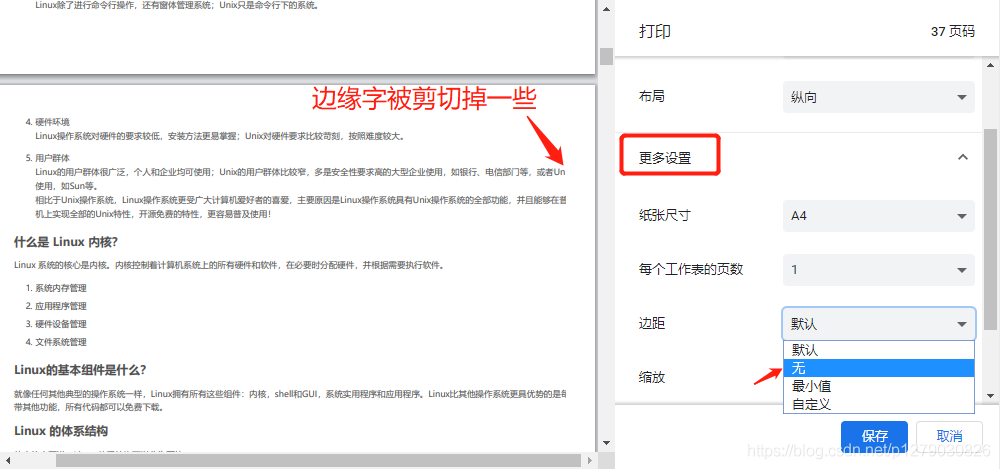 Linux除了进行命令行操作，还有窗体管理系统；Unix只是命令行下的系统。
边缘字被剪切掉一些
4. 硬件环境
Linux操作系统对硬件的要求较低，安装方法更易掌握；Unix对硬件要求比较苛刻，按照难度较大。
5. 用户群体
Linux的用户群体很广泛，个人和企业均可使用；Unix的用户群体比较窄，多是安全性要求高的大型企业使用，如银行、电信部门等，或者Un
使用，如Sun等。
相比于Unix操作系统，Linux操作系统更受广大计算机爱好者的喜爱，主要原因是Linux操作系统具有Unix操作系统的全部功能，并且能够在普
机上实现全部的Unix特性，开源免费的特性，更容易普及使用！
什么是 Linux 内核？
Linux 系统的核心是内核。内核控制着计算机系统上的所有硬件和软件，在必要时分配硬件，并根据需要执行软件。
1. 系统内存管理
2. 应用程序管理
3. 硬件设备管理
4. 文件系统管理
Linux的基本组件是什么？
就像任何其他典型的操作系统一样，Linux拥有所有这些组件：内核，shell和GUI，系统实用程序和应用程序。Linux比其他操作系统更具优势的是每
带其他功能，所有代码都可以免费下载。
Linux 的体系结构
打印
37 页码
布局
纵向
更多设置
纸张尺寸
A4
每个工作表的页数
1
边距
默认
默认
无
最小值
自定义
缩放
保存
取消
https://blog.csdn.net/p1279030826